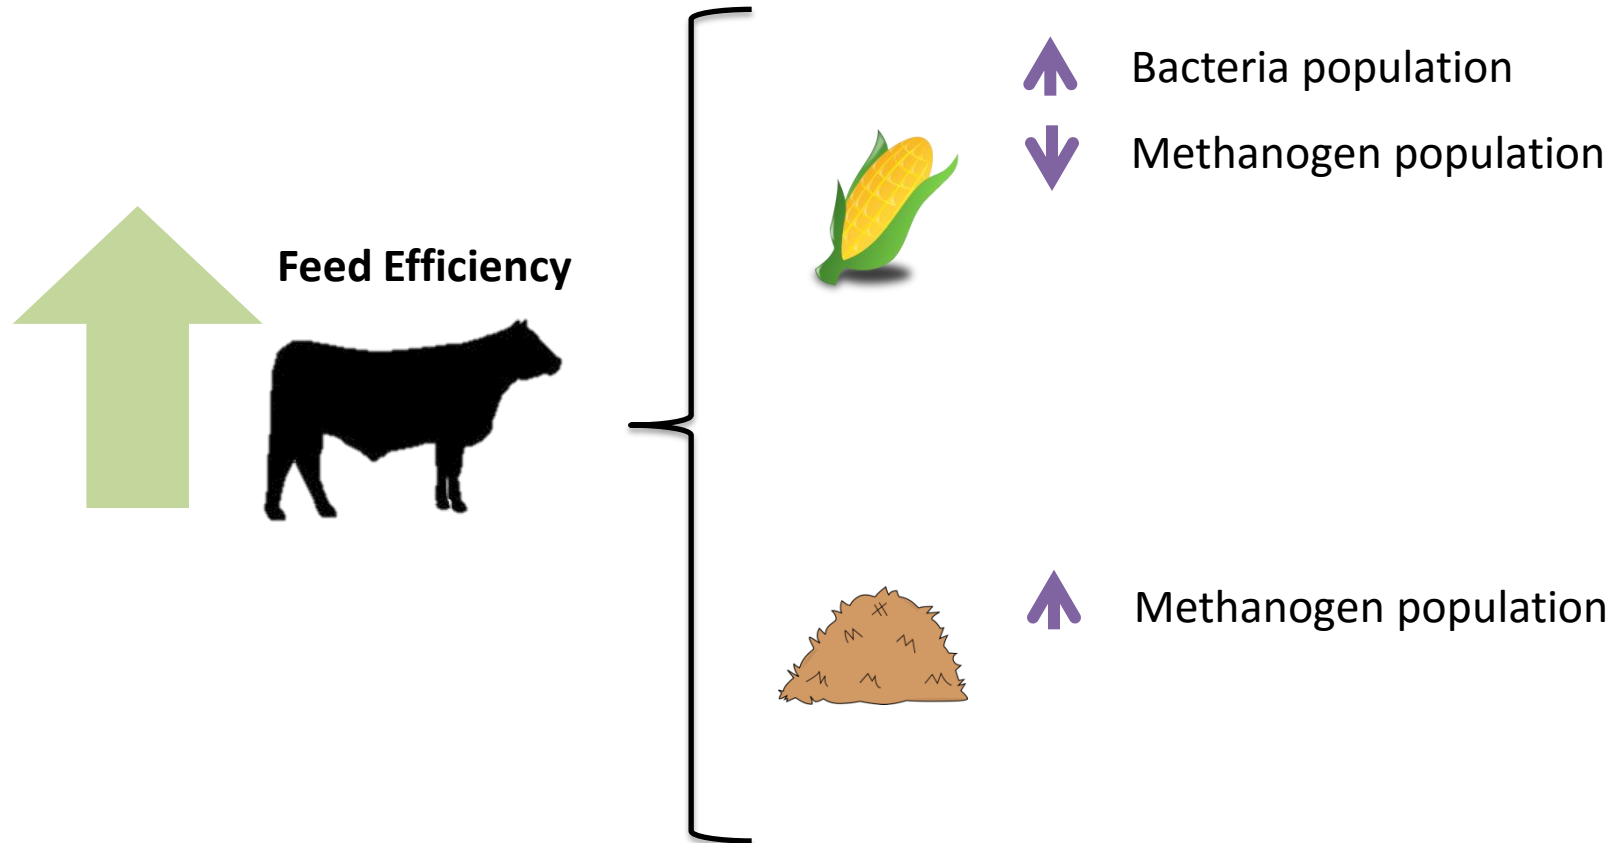 Bacteria population
Methanogen population
Feed Efficiency
Methanogen population